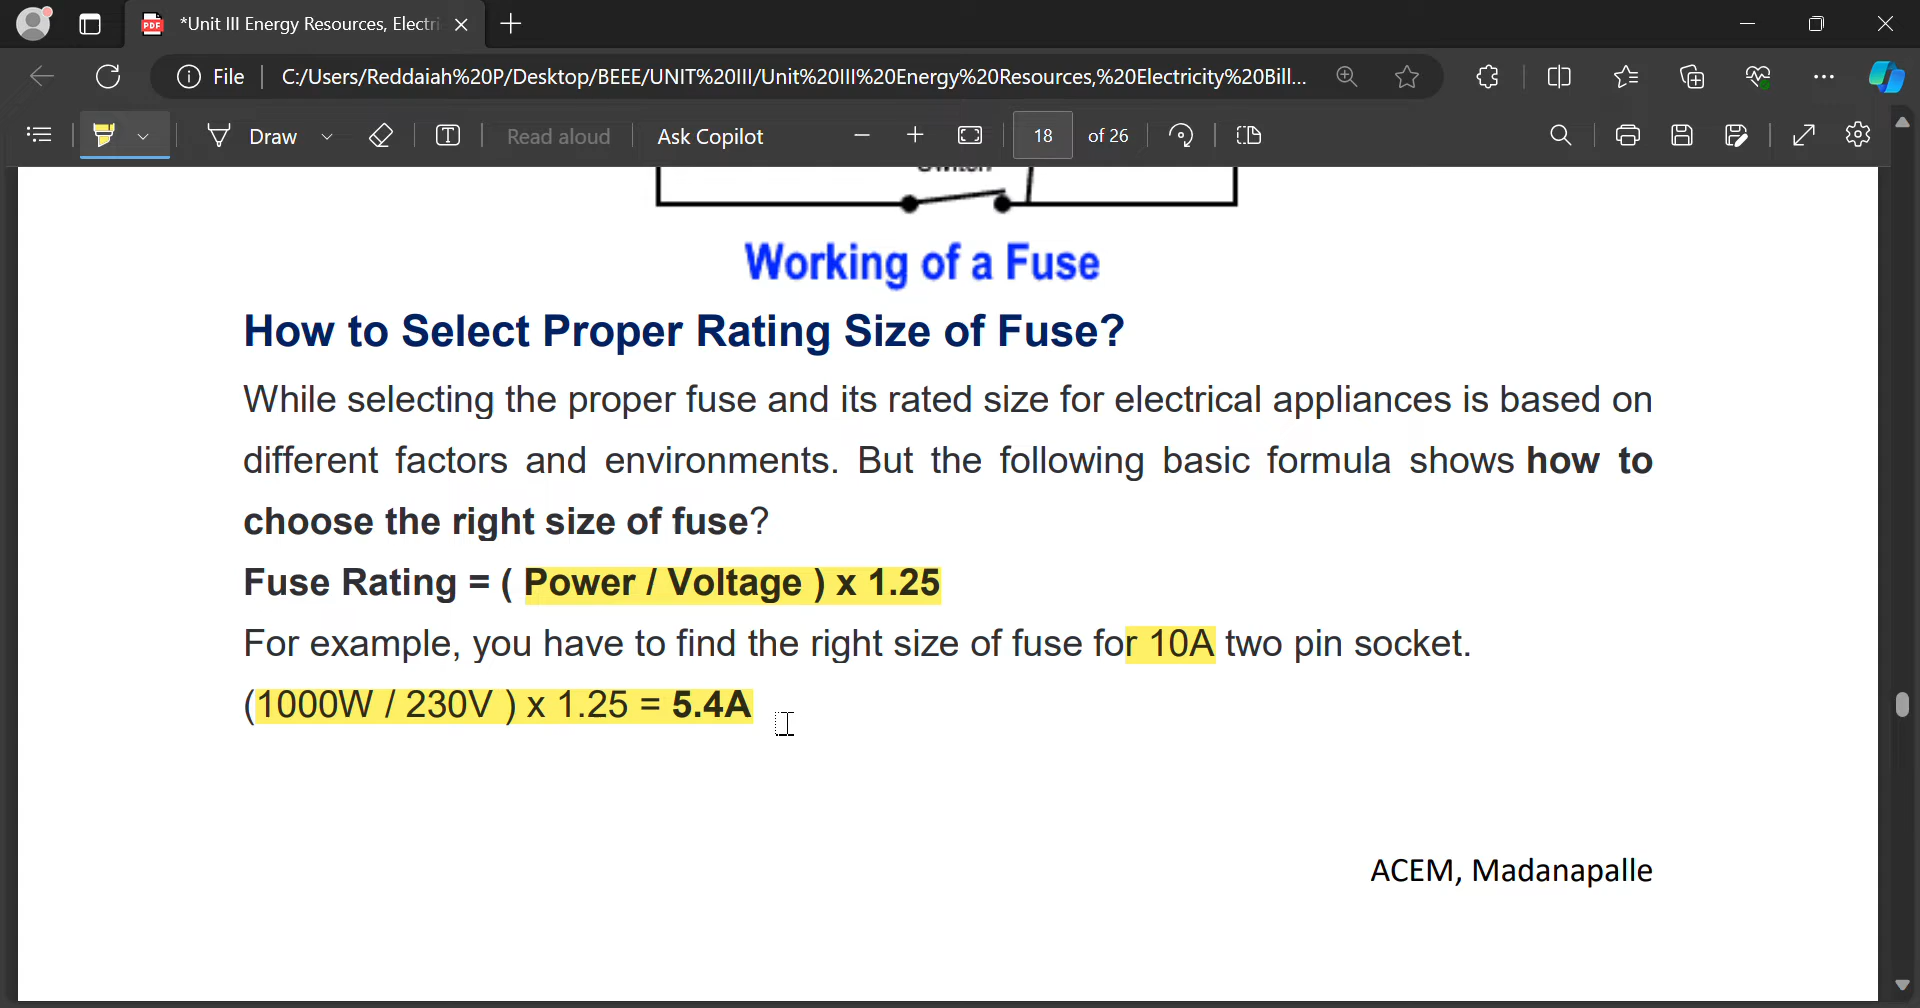 *Unit III Energy Resources, Electri
File
C:/Users/Reddaiah%20P/Desktop/BEEE/UNIT%20III/Unit%20III%20Energy%20Resources,%20Electricity%20Bill...
Draw
Read aloud
Ask Copilot
18 of 26
Switch
Working of a Fuse
How to Select Proper Rating Size of Fuse?
While selecting the proper fuse and its rated size for electrical appliances is based on
different factors and environments. But the following basic formula shows how to
choose the right size of fuse?
Fuse Rating = ( Power / Voltage ) x 1.25
For example, you have to find the right size of fuse for 10A two pin socket.
(1000W / 230V ) x 1.25 = 5.4A
ACEM, Madanapalle